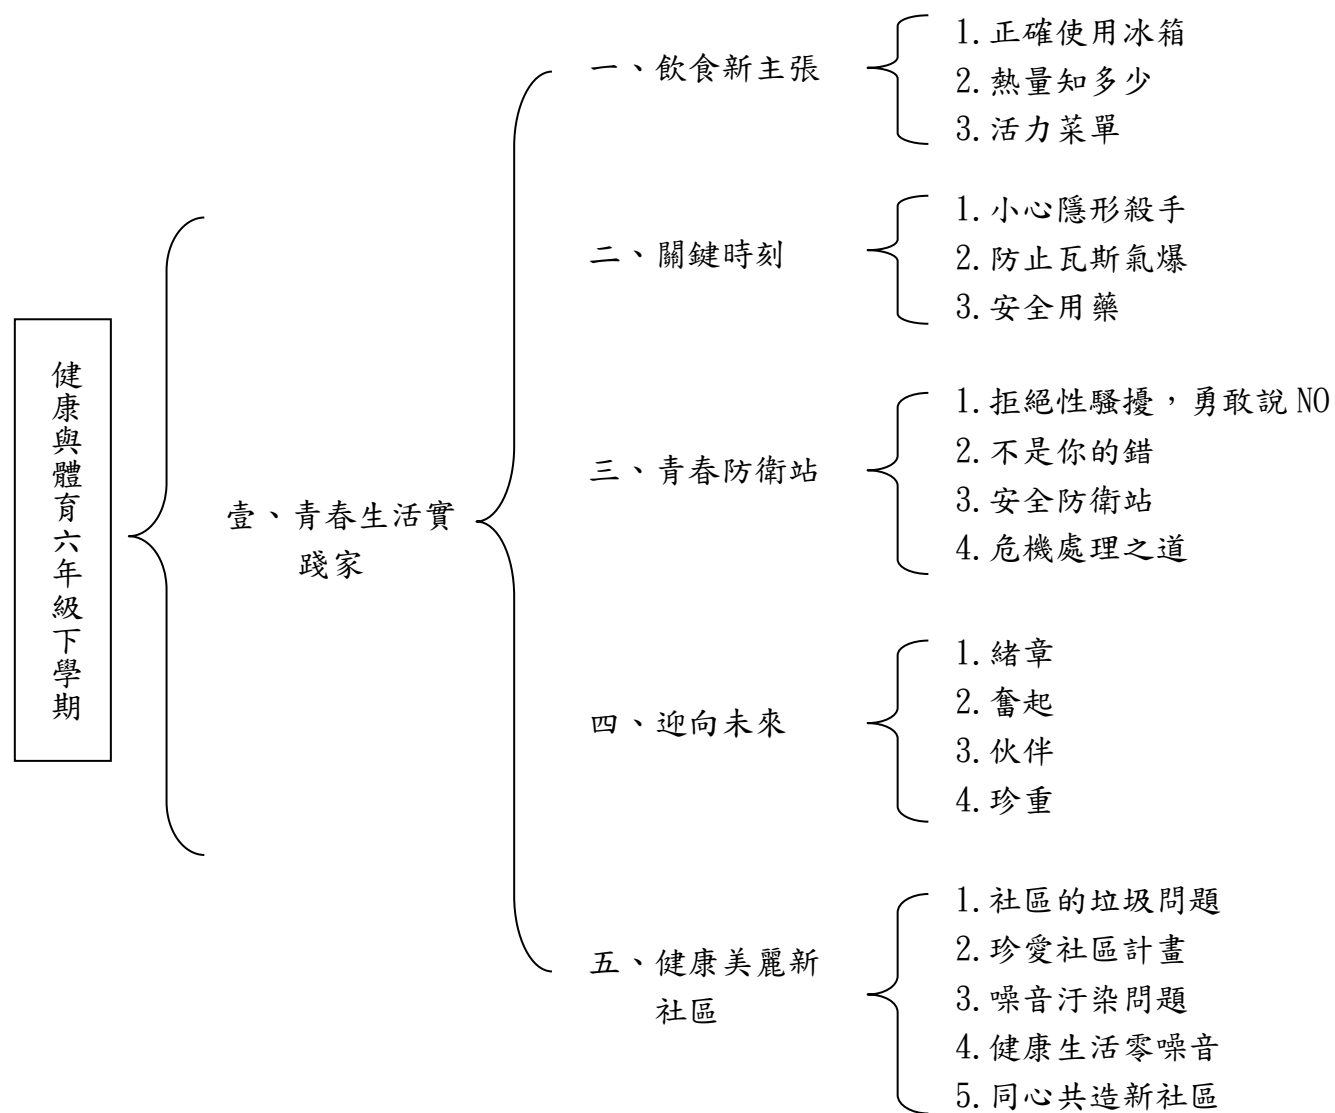 健康與體育六年級下學期
壹、青春生活實
踐家
一、飲食新主張
1.正確使用冰箱
2.熱量知多少
3.活力菜單
二、關鍵時刻
1.小心隱形殺手
2.防止瓦斯氣爆
3.安全用藥
三、青春防衛站
1.拒絕性騷擾，勇敢說 NO
2.不是你的錯
3.安全防衛站
4.危機處理之道
四、迎向未來
1.緒章
2.奮起
3.伙伴
4.珍重
五、健康美麗新
社區
1.社區的垃圾問題
2.珍愛社區計畫
3.噪音汙染問題
4.健康生活零噪音
5.同心共造新社區